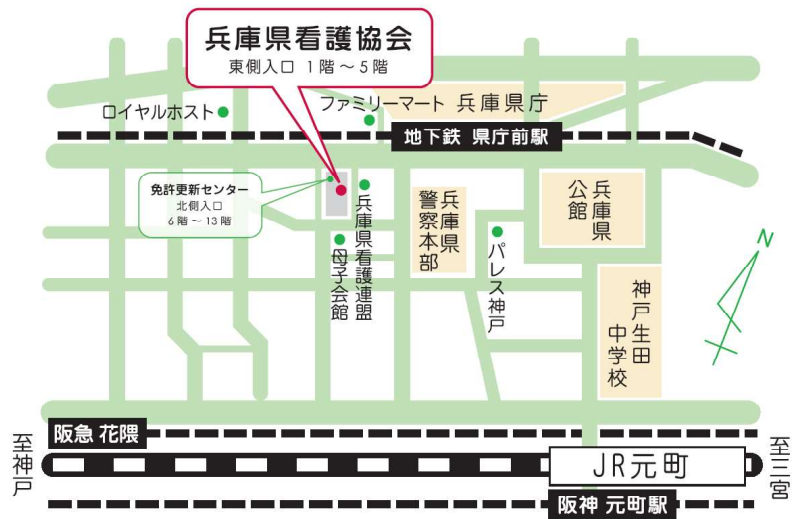 兵庫県看護協会
東側入口 1階～5階
ロイヤルホスト
ファミリーマート
兵庫県庁
地下鉄 県庁前駅
免許更新センター
北側入口
6階～13階
兵庫県看護連盟
母子会館
兵庫県
警察本部
パレス神戸
兵庫県
公館
N
神戸生田
中学校
阪急 花隈
至神戸
JR元町
至三宮
阪神 元町駅